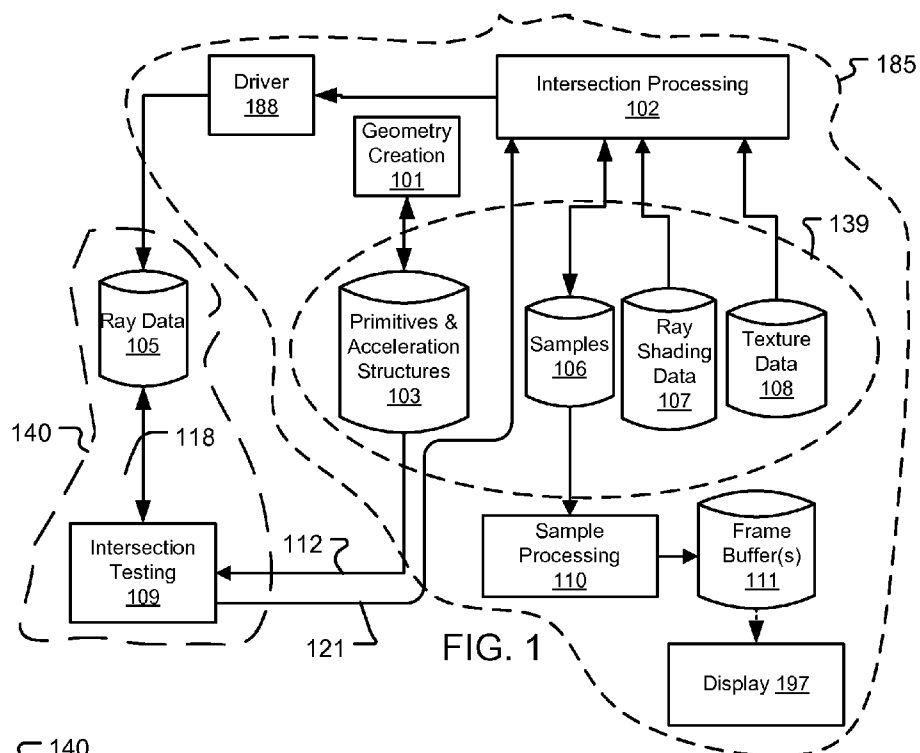 185
Driver
188
Intersection Processing
102
Geometry
Creation
101
139
Ray Data
105
Primitives &
Acceleration
Structures
103
Samples
106
Ray
Shading
Data
107
Texture
Data
108
140
118
Intersection
Testing
109
112
121
Sample
Processing
110
Frame
Buffer(s)
111
FIG. 1
Display 197
140